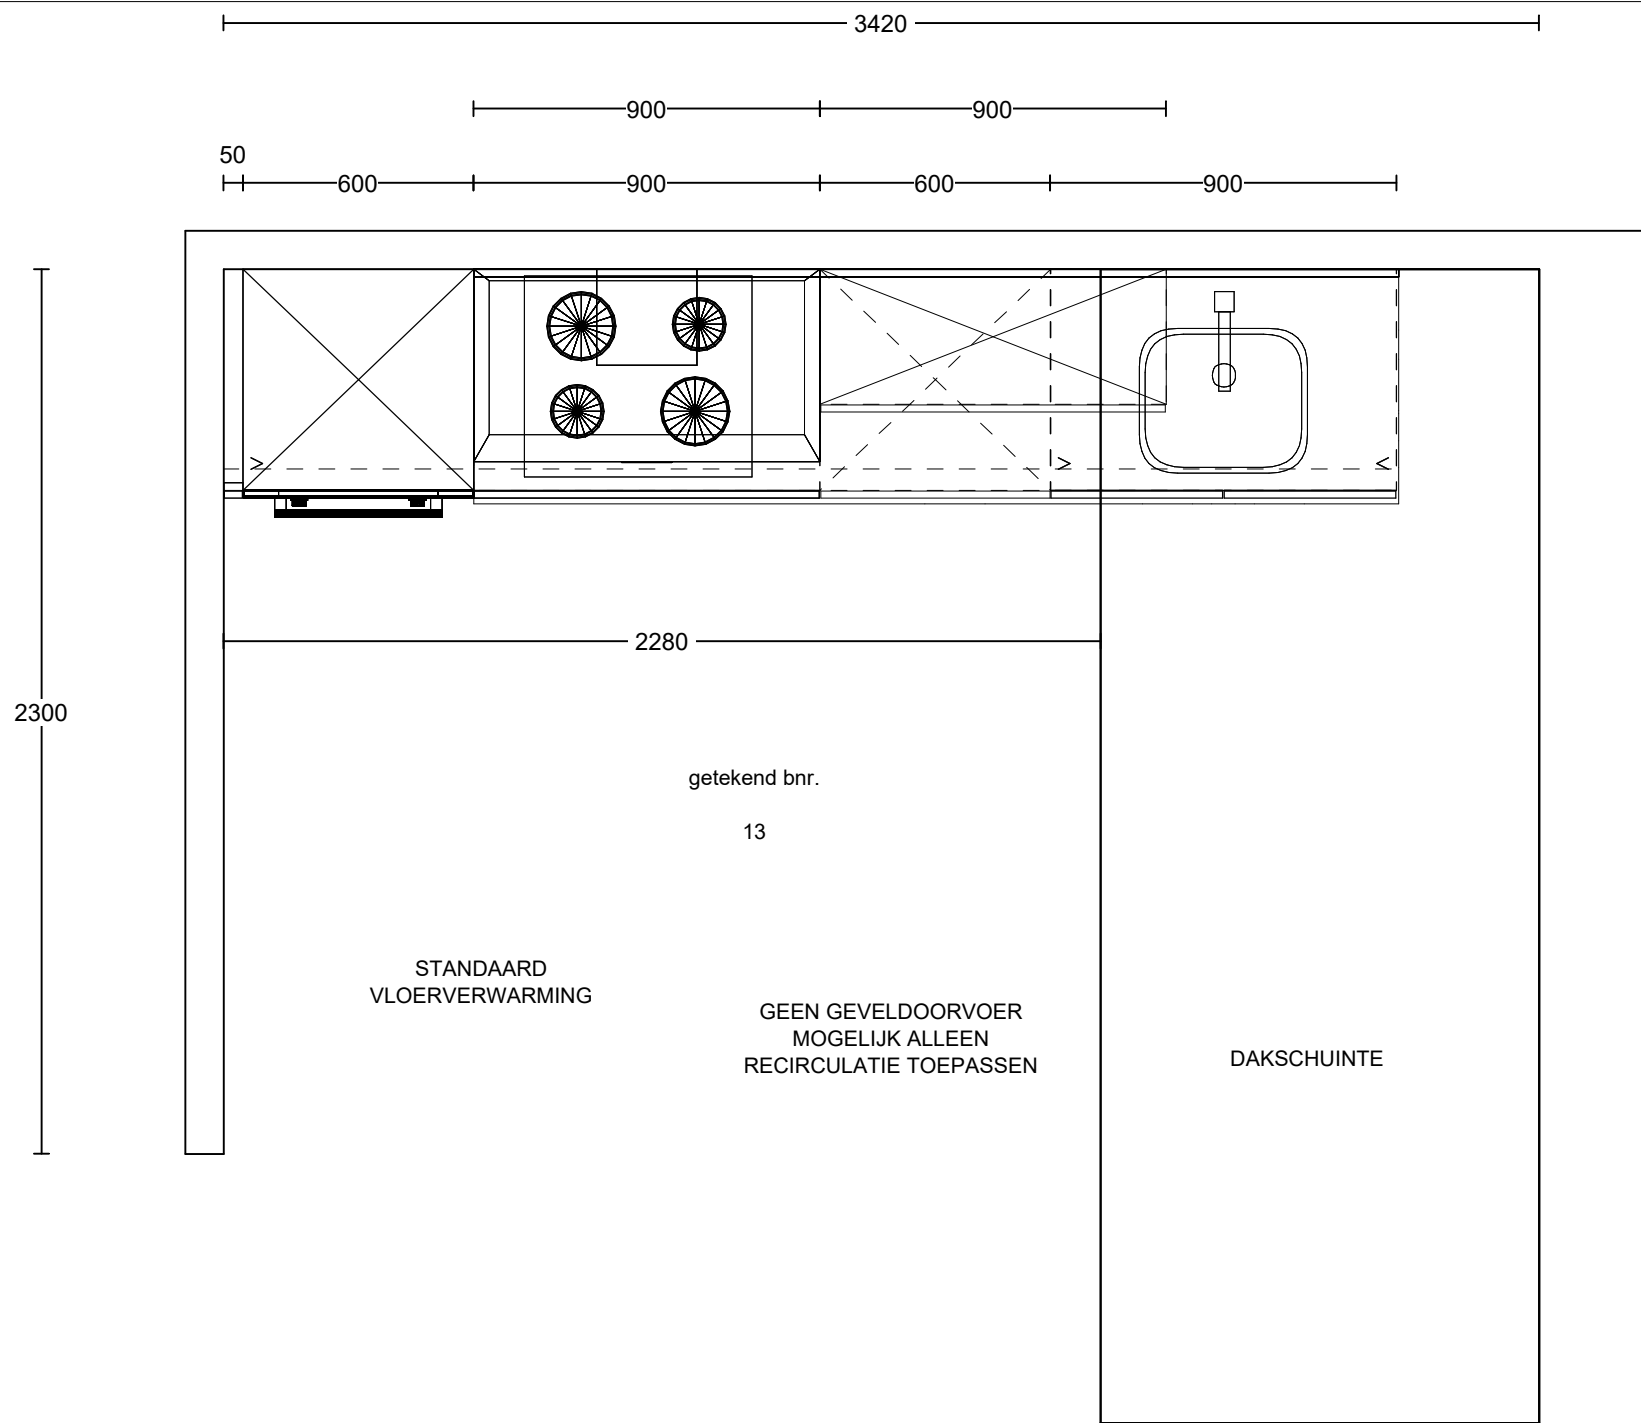 3420
900 900
50
600 900 600 900
2280
2300
getekend bnr.
13
STANDAARD
VLOERVERWARMING
GEEN GEVELDOORVOER
MOGELIJK ALLEEN
RECIRCULATIE TOEPASSEN
DAKSCHUINTE